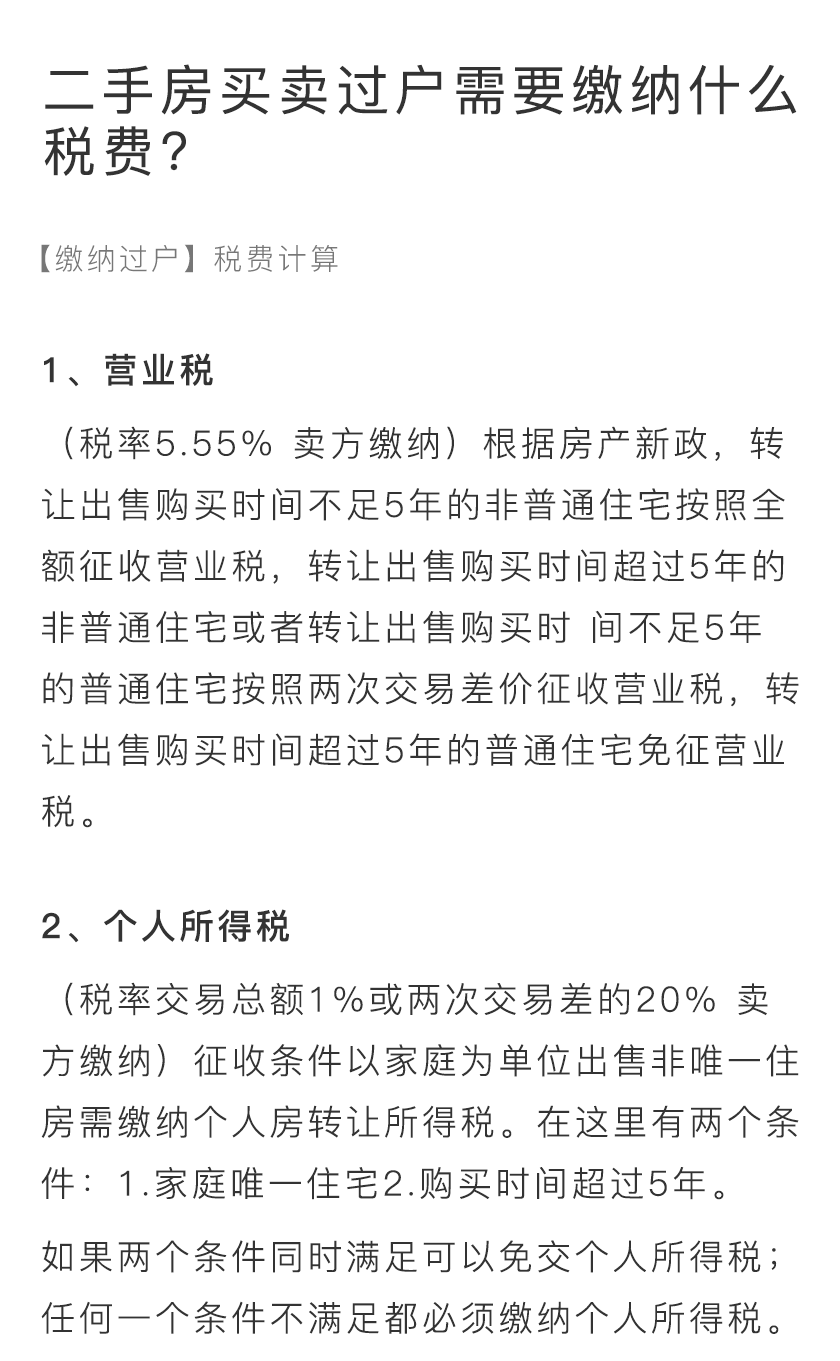 二手房买卖过户需要缴纳什么
税费？
【缴纳过户】税费计算
1、营业税
（税率5.55% 卖方缴纳）根据房产新政，转
让出售购买时间不足5年的非普通住宅按照全
额征收营业税，转让出售购买时间超过5年的
非普通住宅或者转让出售购买时 间不足5年
的普通住宅按照两次交易差价征收营业税，转
让出售购买时间超过5年的普通住宅免征营业
税。
2、个人所得税
（税率交易总额1%或两次交易差的20% 卖
方缴纳）征收条件以家庭为单位出售非唯一住
房需缴纳个人房转让所得税。在这里有两个条
件：1.家庭唯一住宅2.购买时间超过5年。
如果两个条件同时满足可以免交个人所得税；
任何一个条件不满足都必须缴纳个人所得税。